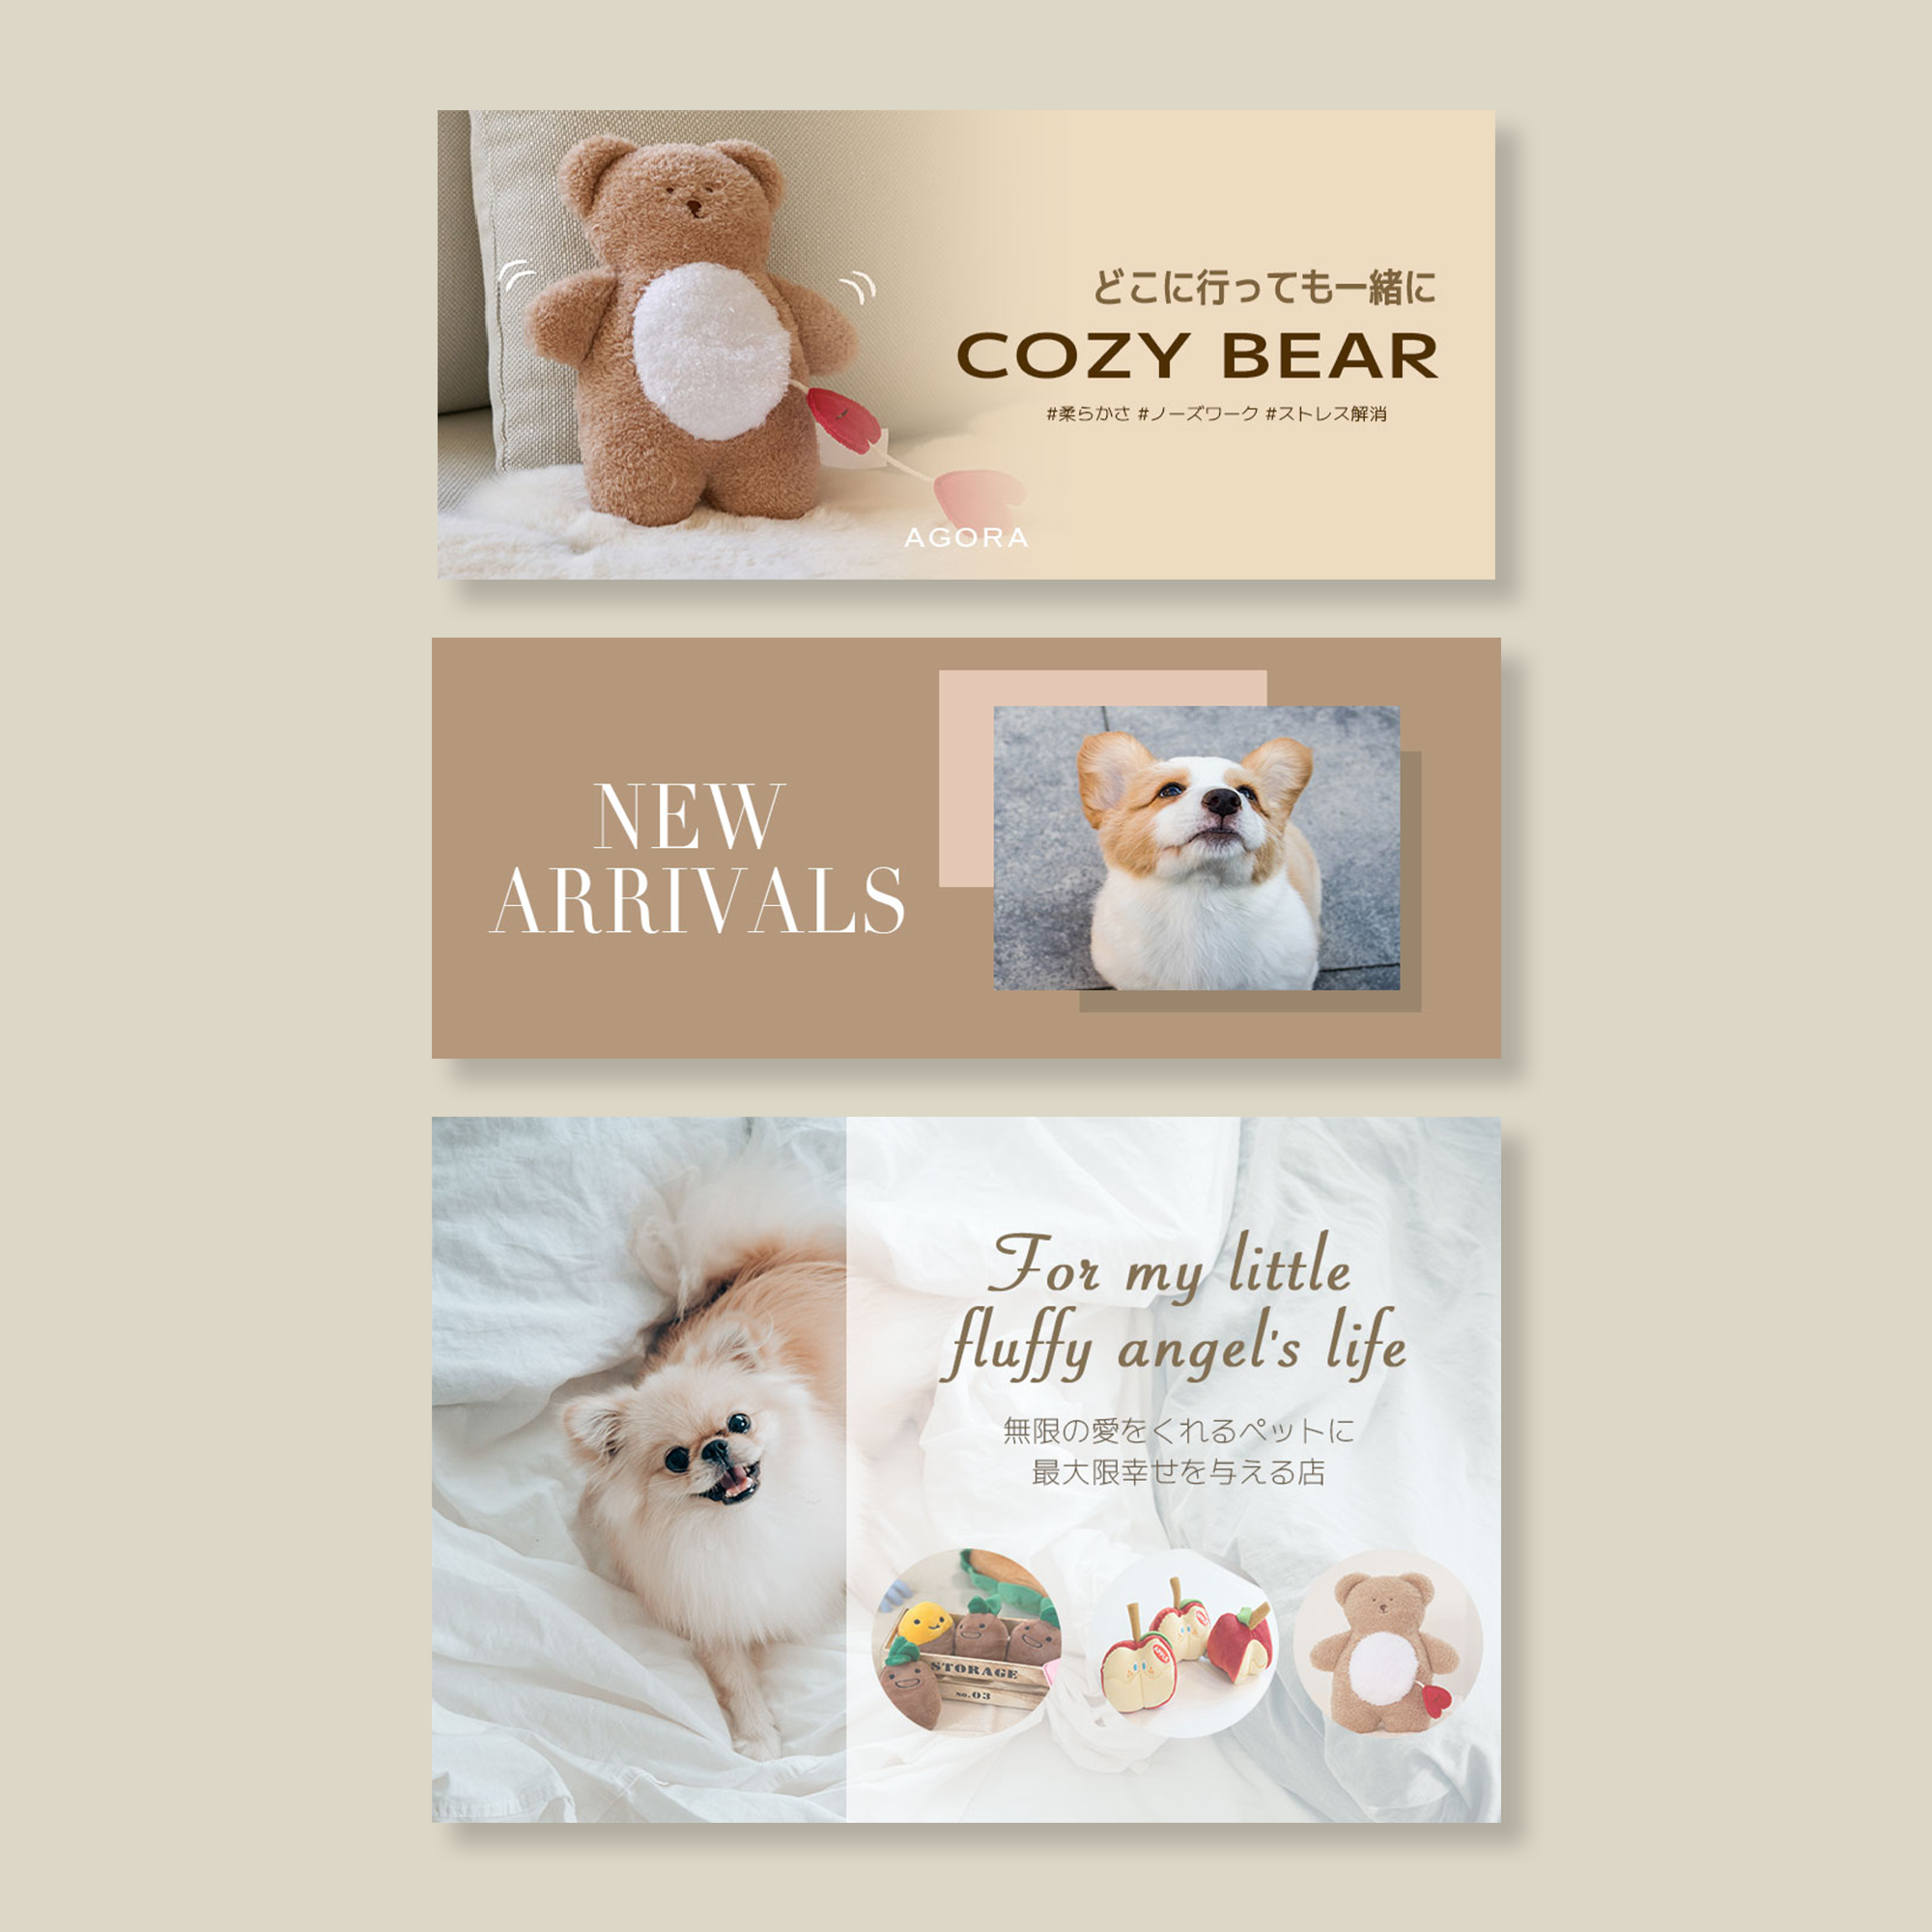 どこに行っても一緒に
COZY BEAR
#柔らかさ #ノーズワーク #ストレス解消
AGORA
NEW
ARRIVALS
For my little
fluffy angel's life
無限の愛をくれるペットに
最大限幸せを与える店
STORAGE
No.03